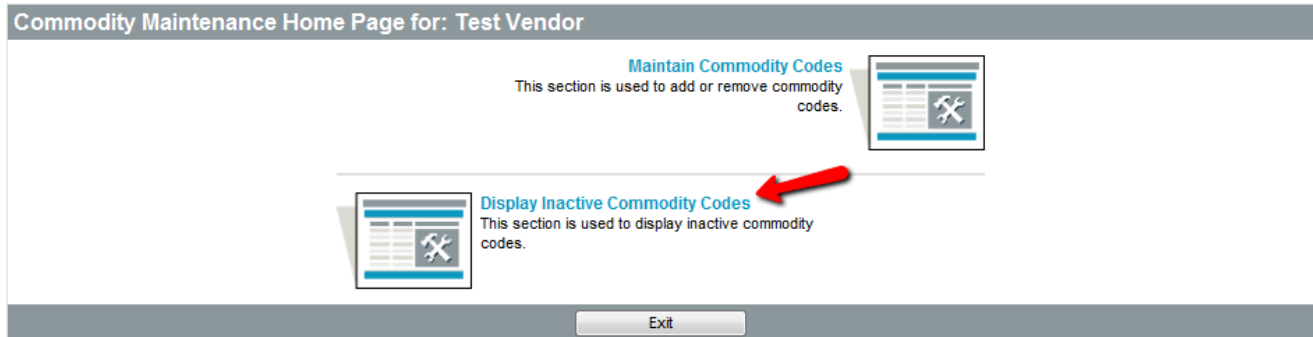 Commodity Maintenance Home Page for: Test Vendor
Maintain Commodity Codes
This section is used to add or remove commodity
codes.
Display Inactive Commodity Codes
This section is used to display inactive commodity
codes.
Exit